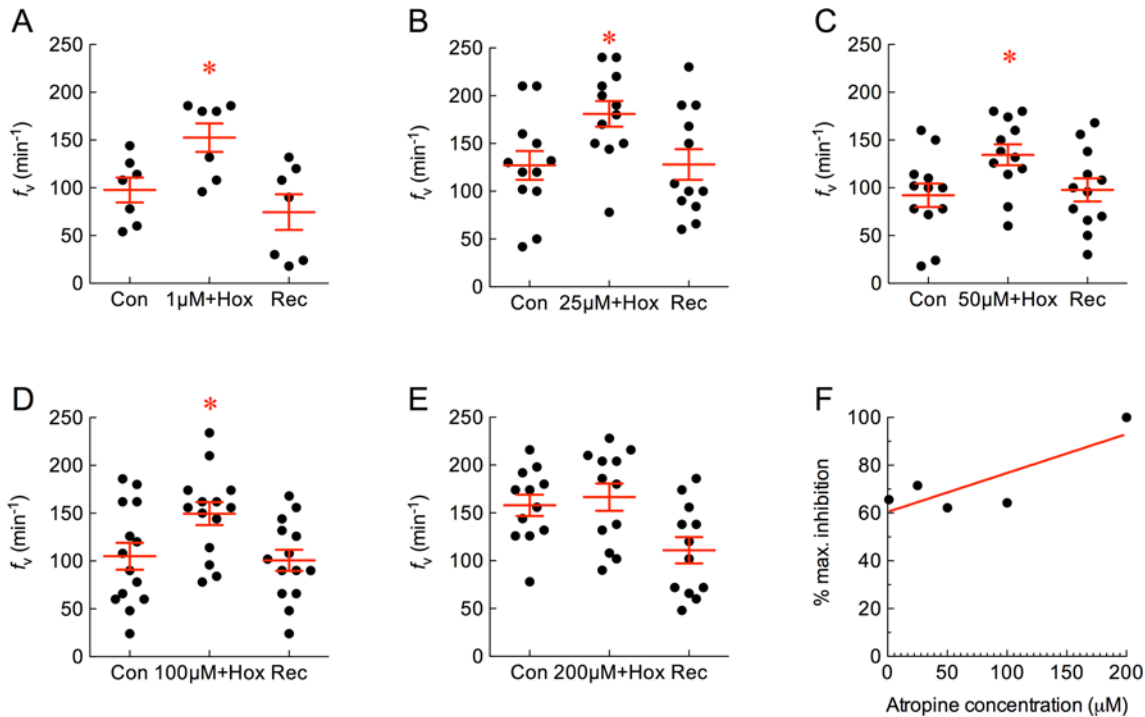 A
250
200
150
100
50
0
fv (min-1)
*
Con 1µM+Hox Rec
B
250
200
150
100
50
0
fv (min-1)
*
Con 25µM+Hox Rec
C
250
200
150
100
50
0
fv (min-1)
*
Con 50µM+Hox Rec
D
250
200
150
100
50
0
fv (min-1)
*
Con 100µM+Hox Rec
E
250
200
150
100
50
0
fv (min-1)
Con 200µM+Hox Rec
F
100
80
60
40
20
0
% max. inhibition
0 50 100 150 200
Atropine concentration (µM)